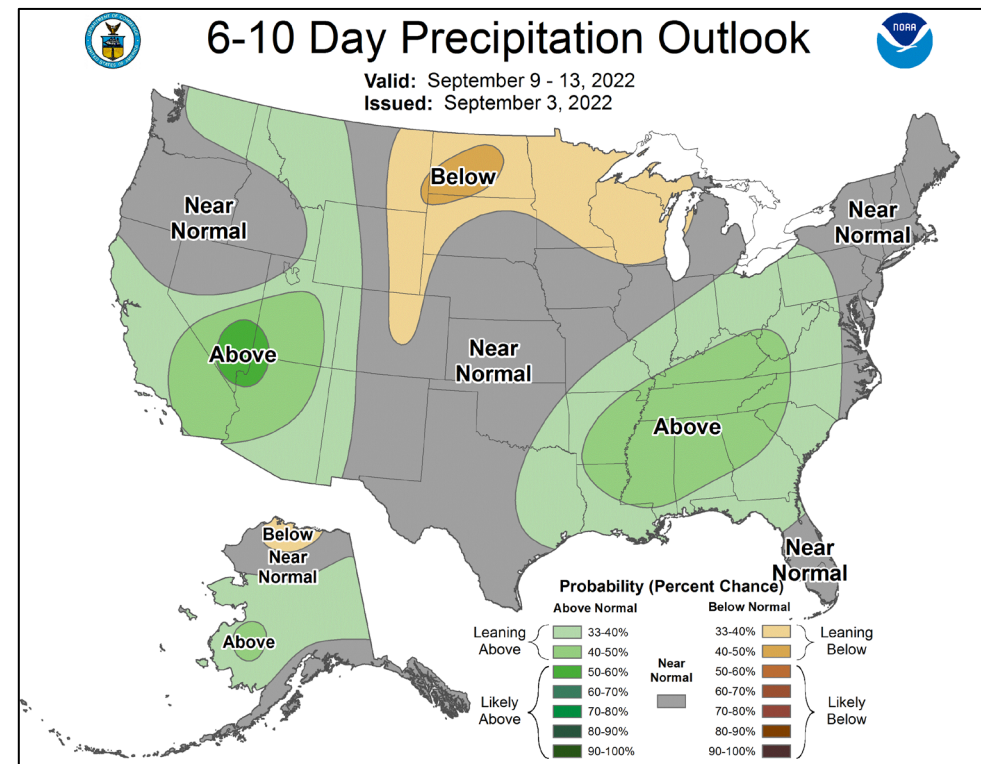 6-10 Day Precipitation Outlook
NOAA
Valid: September 9 - 13, 2022
Issued: September 3, 2022
Below
Near
Normal
Near
Normal
Above
Near
Normal
Above
Below
Near
Normal
Near
Normal
Above
Probability (Percent Chance)
Above Normal
Below Normal
Leaning
Above
33-40%
40-50%
Likely
Above
50-60%
60-70%
70-80%
80-90%
90-100%
Near
Normal
33-40%
40-50%
Leaning
Below
50-60%
60-70%
70-80%
80-90%
90-100%
Likely
Below